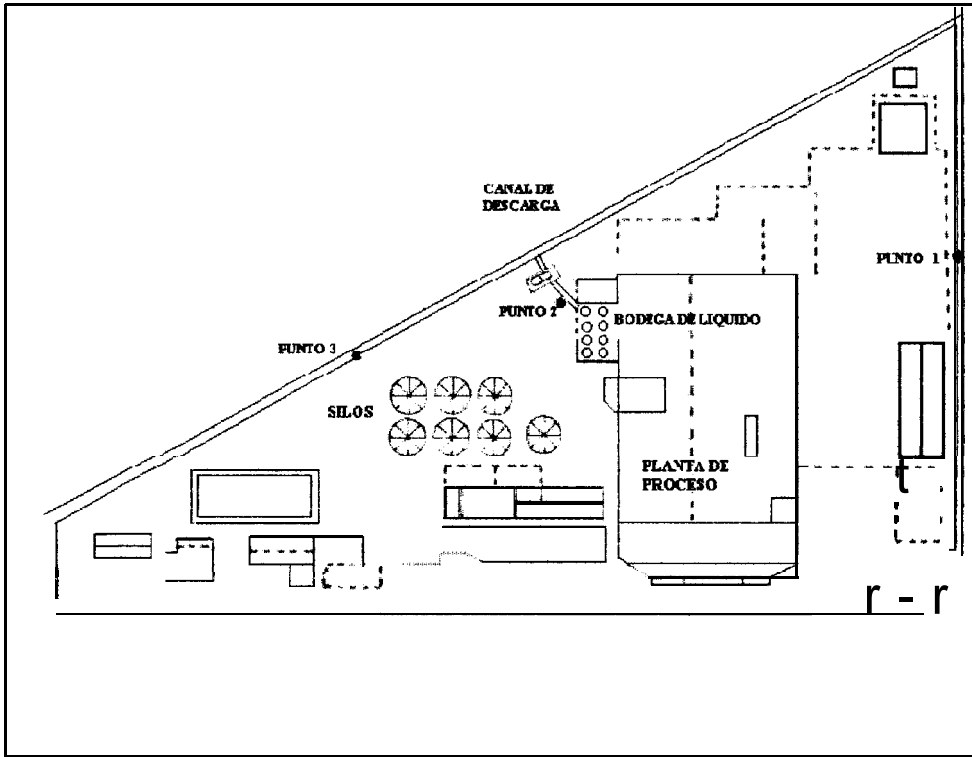 CANAL DE
DESCARGA
PUNTO 1
PUNTO 2
BODEGA DE LIQUIDO
PUNTO 3
SILOS
PLANTA DE
PROCESO
r - r